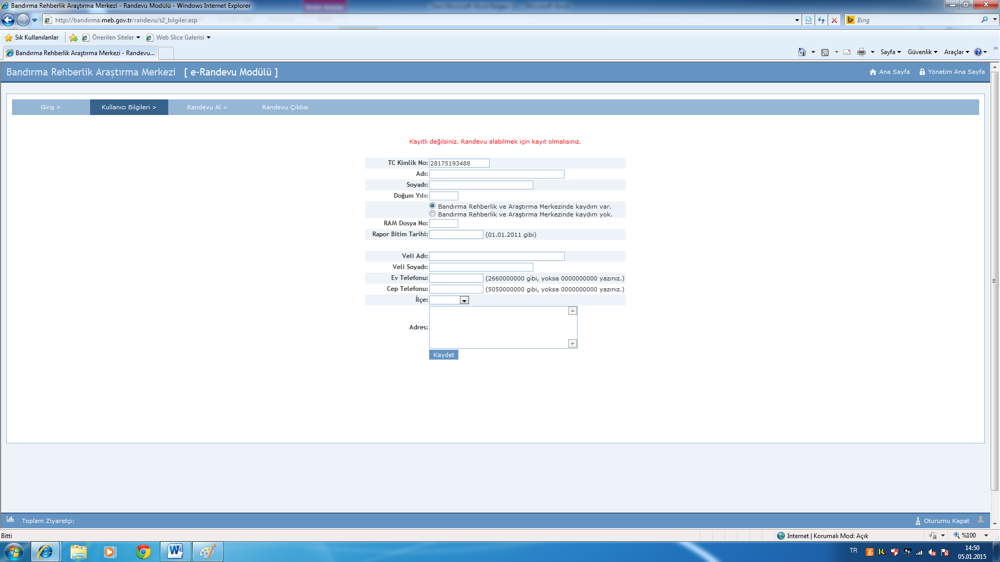 Bandırma Rehberlik Araştırma Merkezi - Randevu Modülü - Windows Internet Explorer
http://bandirma.meb.gov.tr/randevu/s2_bilgiler.asp
Bing
Sık Kullanılanlar
Önerilen Siteler
Web Slice Galerisi
Bandırma Rehberlik Araştırma Merkezi - Randevu...
Sayfa
Güvenlik
Araçlar
Bandırma Rehberlik Araştırma Merkezi [ e-Randevu Modülü ]
Ana Sayfa
Yönetim Ana Sayfa
Giriş >
Kullanıcı Bilgileri >
Randevu Al >
Randevu Çıktısı
Kayıtlı değilsiniz. Randevu alabilmek için kayıt olmalısınız.
TC Kimlik No: 28175193488
Adı:
Soyadı:
Doğum Yılı:
Bandırma Rehberlik ve Araştırma Merkezinde kaydım var.
Bandırma Rehberlik ve Araştırma Merkezinde kaydım yok.
RAM Dosya No:
Rapor Bitim Tarihi: (01.01.2011 gibi)
Veli Adı:
Veli Soyadı:
Ev Telefonu: (2660000000 gibi, yoksa 0000000000 yazınız.)
Cep Telefonu: (5050000000 gibi, yoksa 0000000000 yazınız.)
İlçe:
Adres:
Kaydet
Toplam Ziyaretçi:
Oturumu Kapat
Bitti
Internet | Korumalı Mod: Açık
%100
TR
14:50
05.01.2015